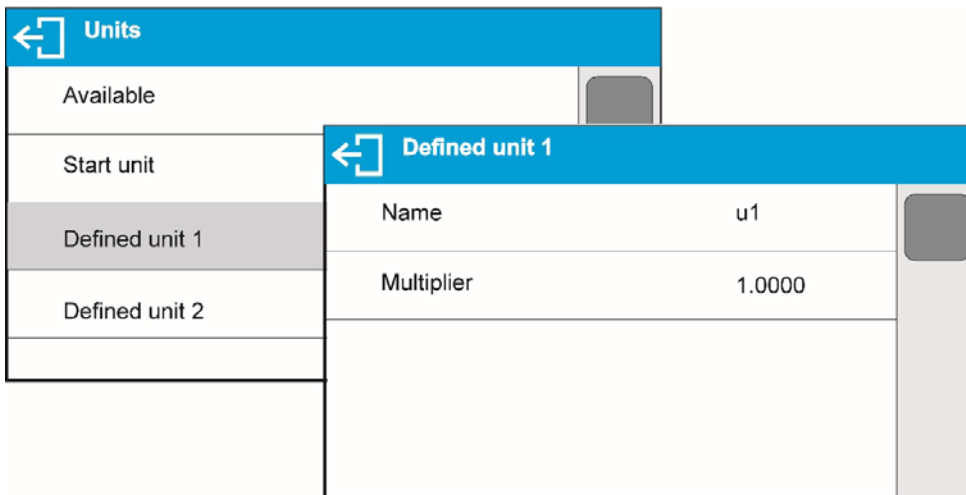 Units
Available
Start unit
Defined unit 1
Defined unit 2
Defined unit 1
Name u1
Multiplier 1.0000